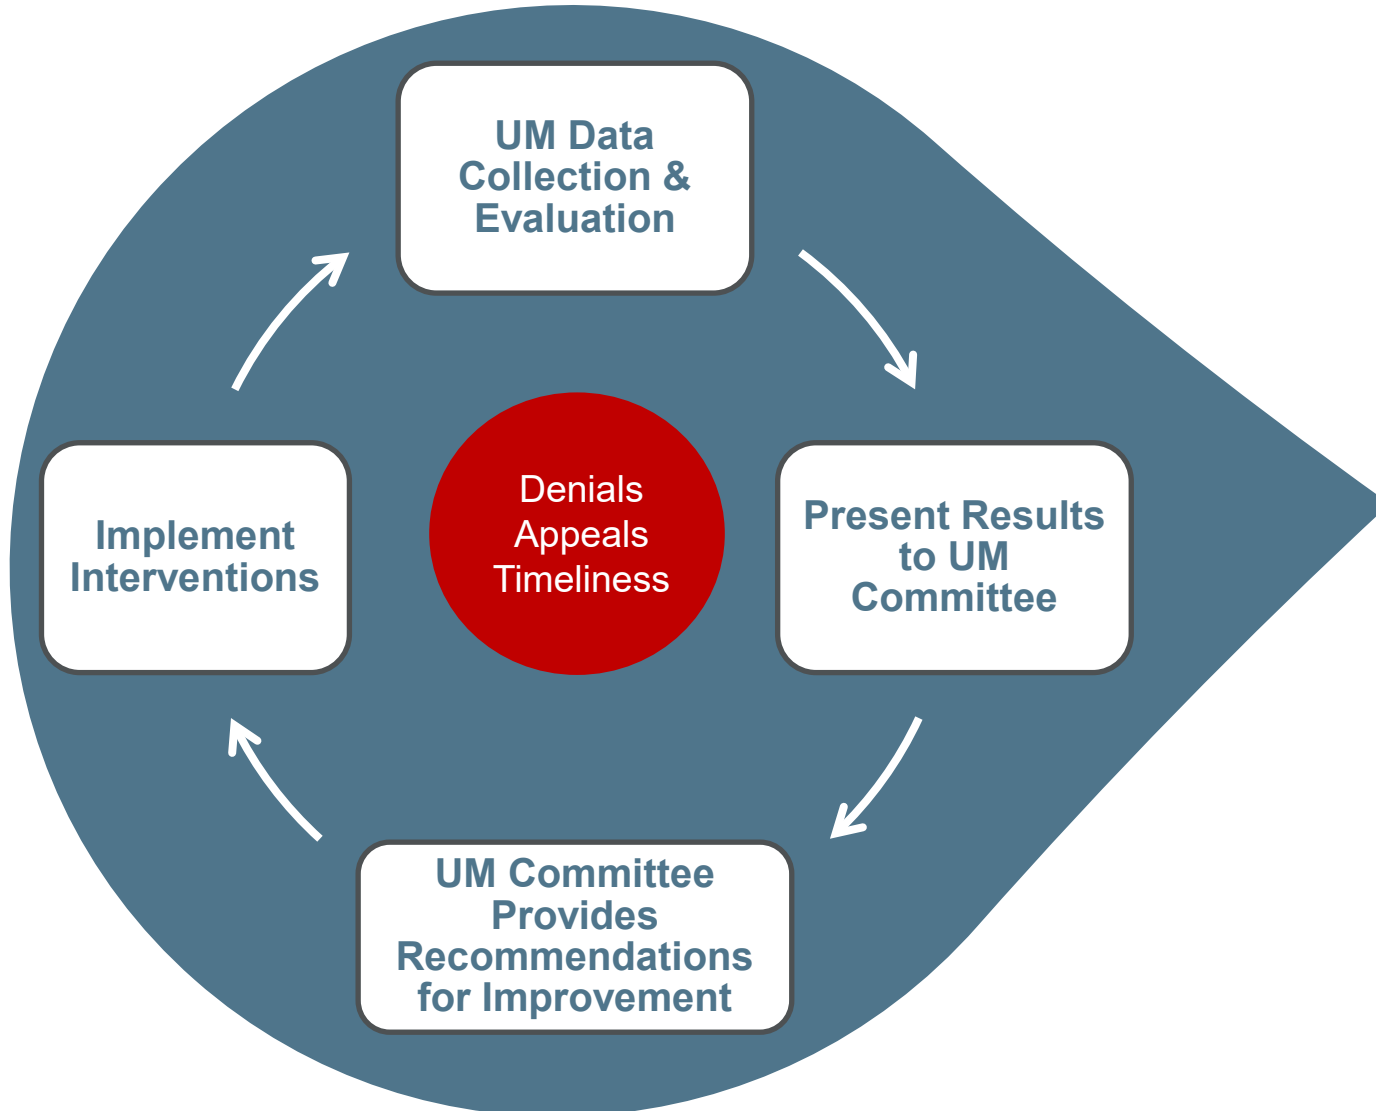 UM Data
Collection &
Evaluation
Denials
Appeals
Timeliness
Present Results
to UM
Committee
Implement
Interventions
UM Committee
Provides
Recommendations
for Improvement